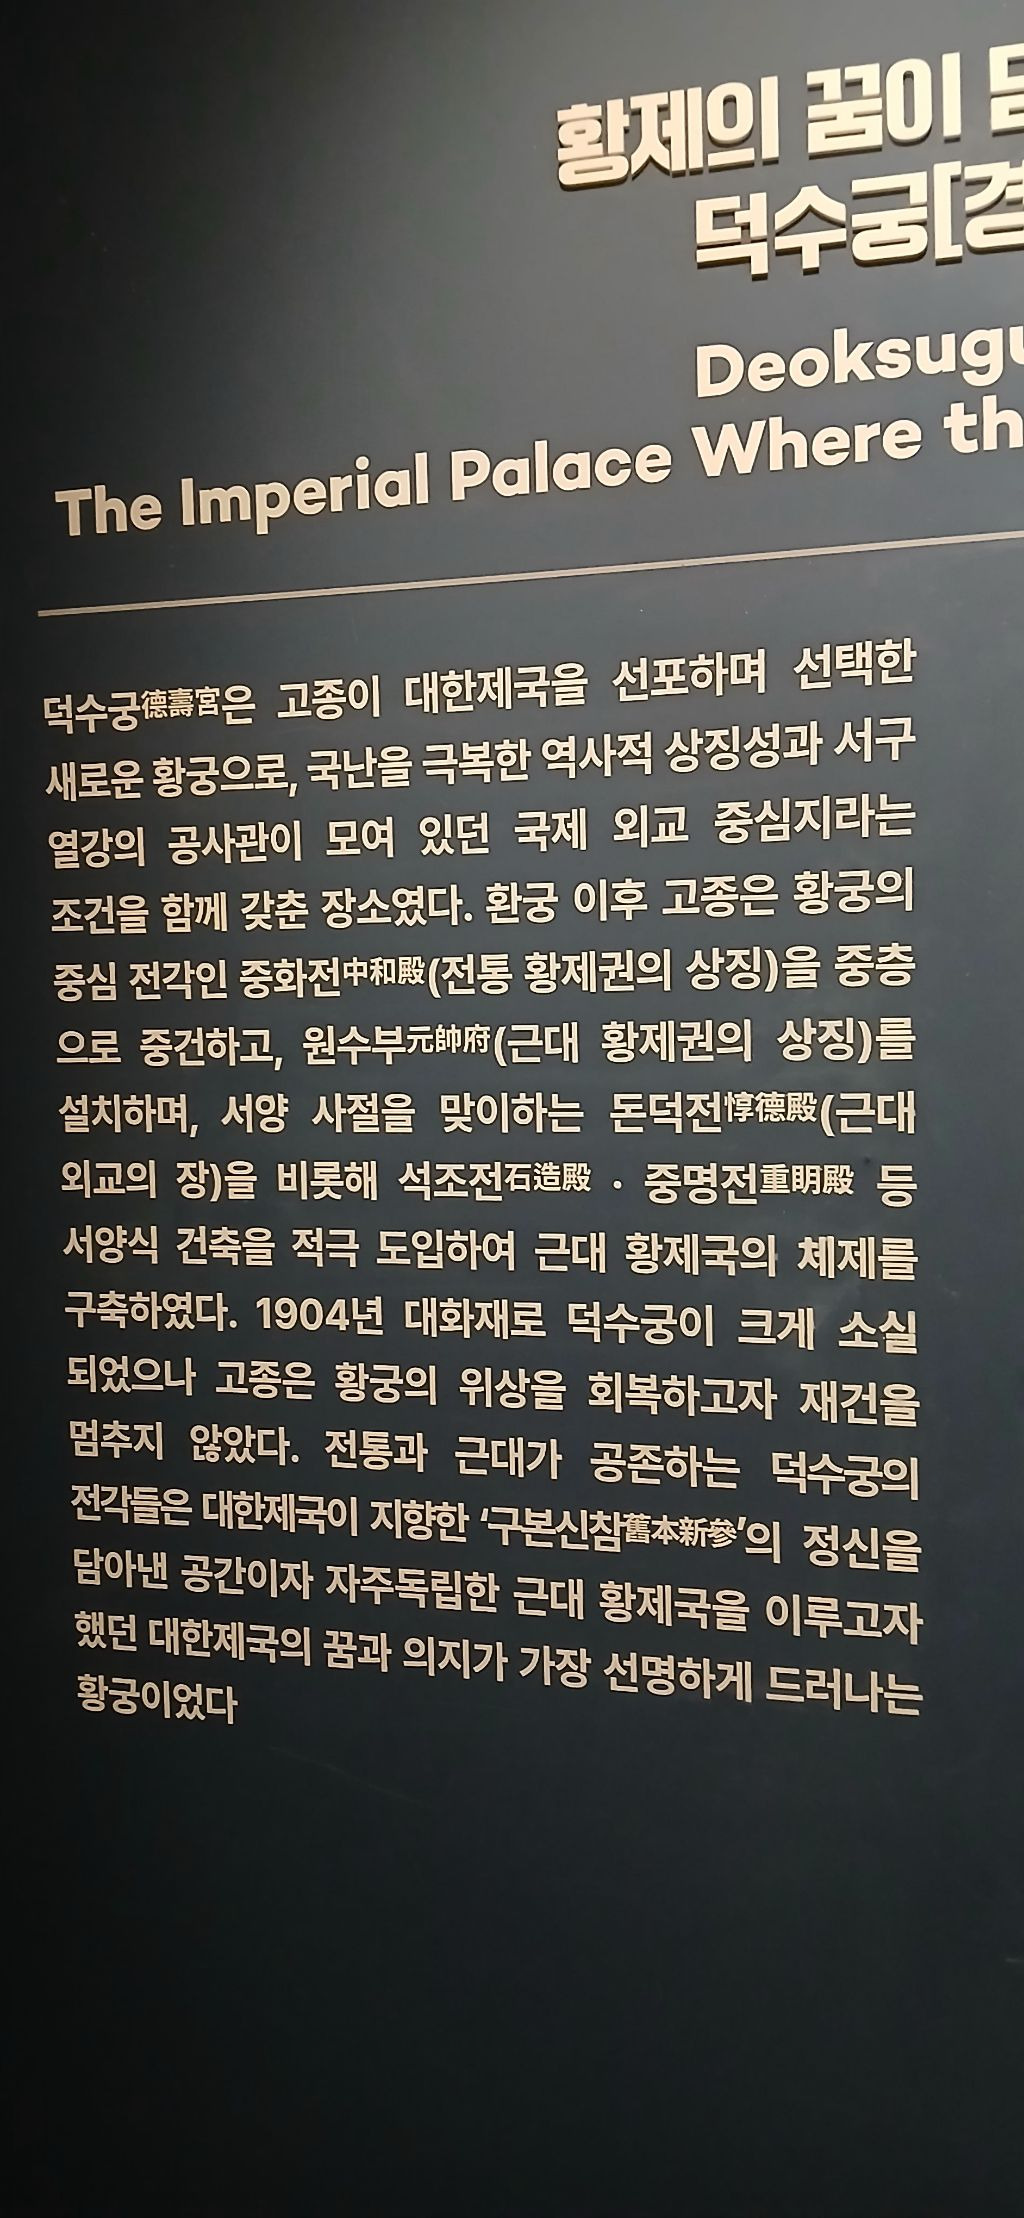 황제의 꿈이
덕수궁[경
Deoksugu
The Imperial Palace Where th
덕수궁德壽宮은 고종이 대한제국을 선포하며 선택한
새로운 황궁으로, 국난을 극복한 역사적 상징성과 서구
열강의 공사관이 모여 있던 국제 외교 중심지라는
조건을 함께 갖춘 장소였다. 환궁 이후 고종은 황궁의
중심 전각인 중화전中和殿(전통 황제권의 상징)을 중층
으로 중건하고, 원수부元帥府(근대 황제권의 상징)를
설치하며, 서양 사절을 맞이하는 돈덕전惇德殿(근대
외교의 장)을 비롯해 석조전石造殿 · 중명전重眀殿 등
서양식 건축을 적극 도입하여 근대 황제국의 체제를
구축하였다. 1904년 대화재로 덕수궁이 크게 소실
되었으나 고종은 황궁의 위상을 회복하고자 재건을
멈추지 않았다. 전통과 근대가 공존하는 덕수궁의
전각들은 대한제국이 지향한 ‘구본신참舊本新參’의 정신을
담아낸 공간이자 자주독립한 근대 황제국을 이루고자
했던 대한제국의 꿈과 의지가 가장 선명하게 드러나는
황궁이었다